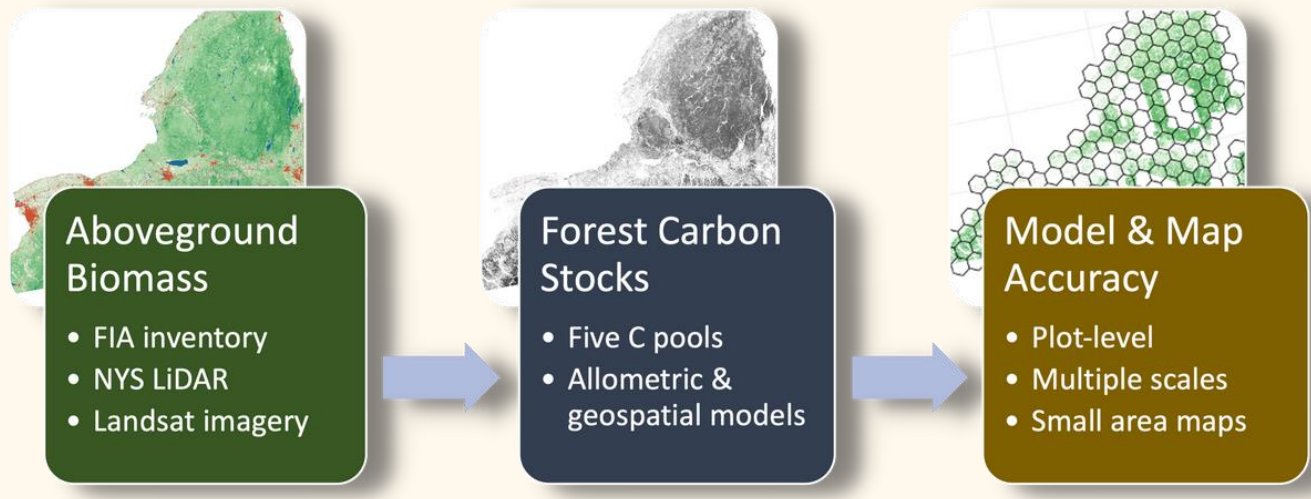 Aboveground
Biomass
• FIA inventory
• NYS LiDAR
• Landsat imagery
Forest Carbon
Stocks
• Five C pools
• Allometric &
geospatial models
Model & Map
Accuracy
• Plot-level
• Multiple scales
• Small area maps